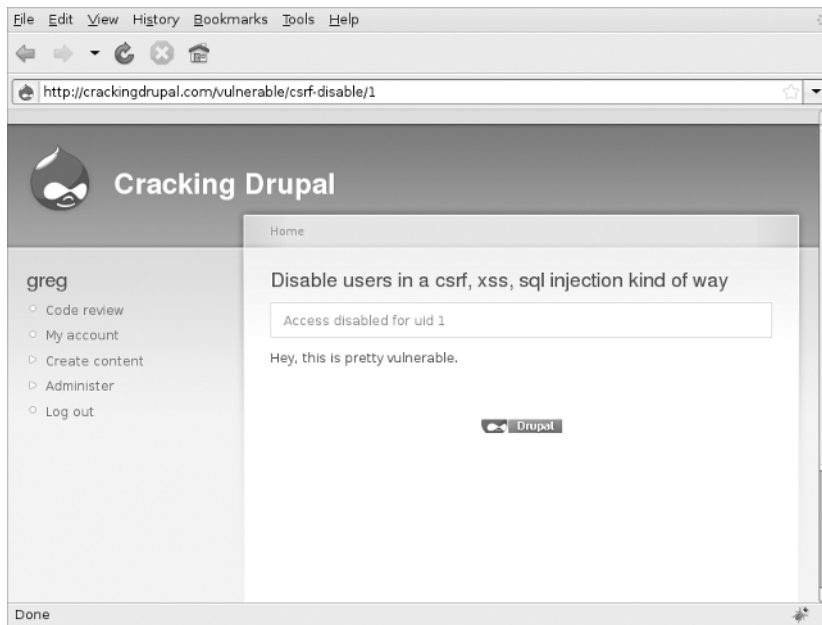 File Edit View History Bookmarks Tools Help
http://crackingdrupal.com/vulnerable/csrf-disable/1
Cracking Drupal
Home
greg
Code review
My account
Create content
Administer
Log out
Disable users in a csrf, xss, sql injection kind of way
Access disabled for uid 1
Hey, this is pretty vulnerable.
Drupal
Done